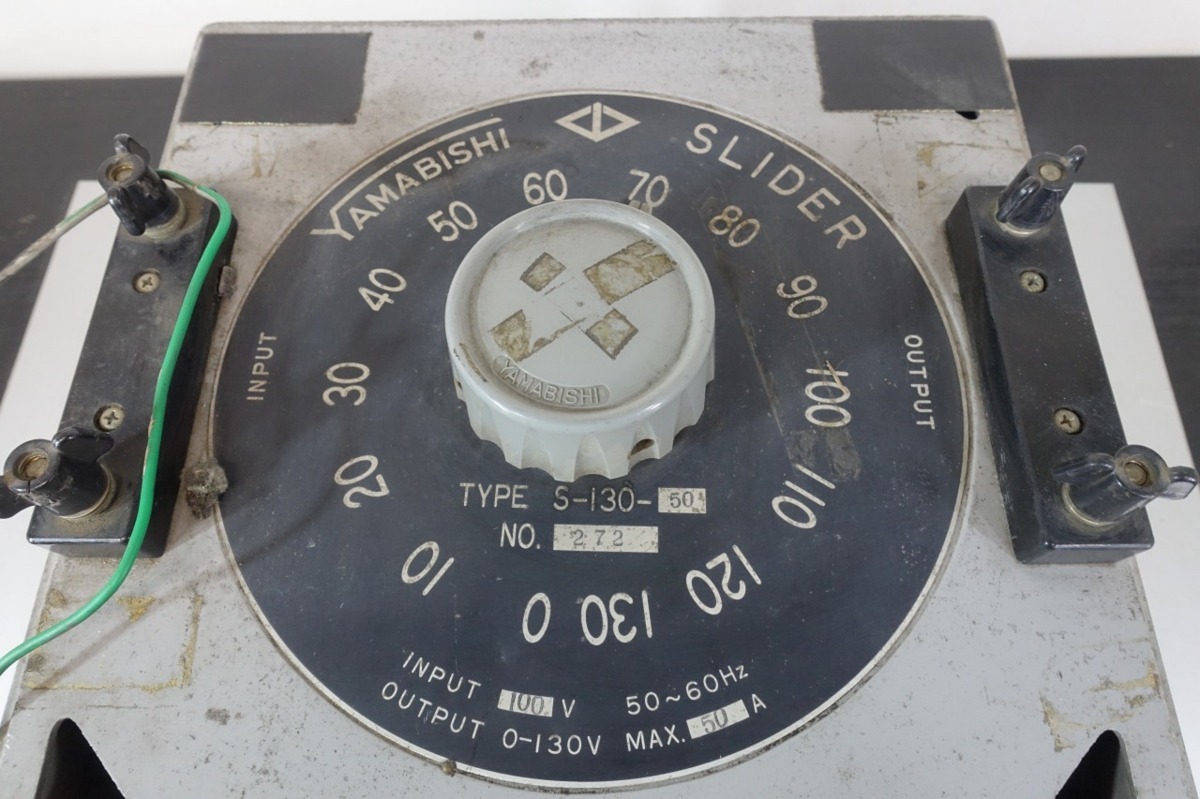 YAMABISHI
SLIDER
0
10
20
30
40
50
60
70
80
90
100
110
120
130
INPUT
OUTPUT
YAMABISHI
TYPE S-130-50
NO. 272
INPUT 100 V 50~60Hz
OUTPUT 0-130V MAX. 50 A